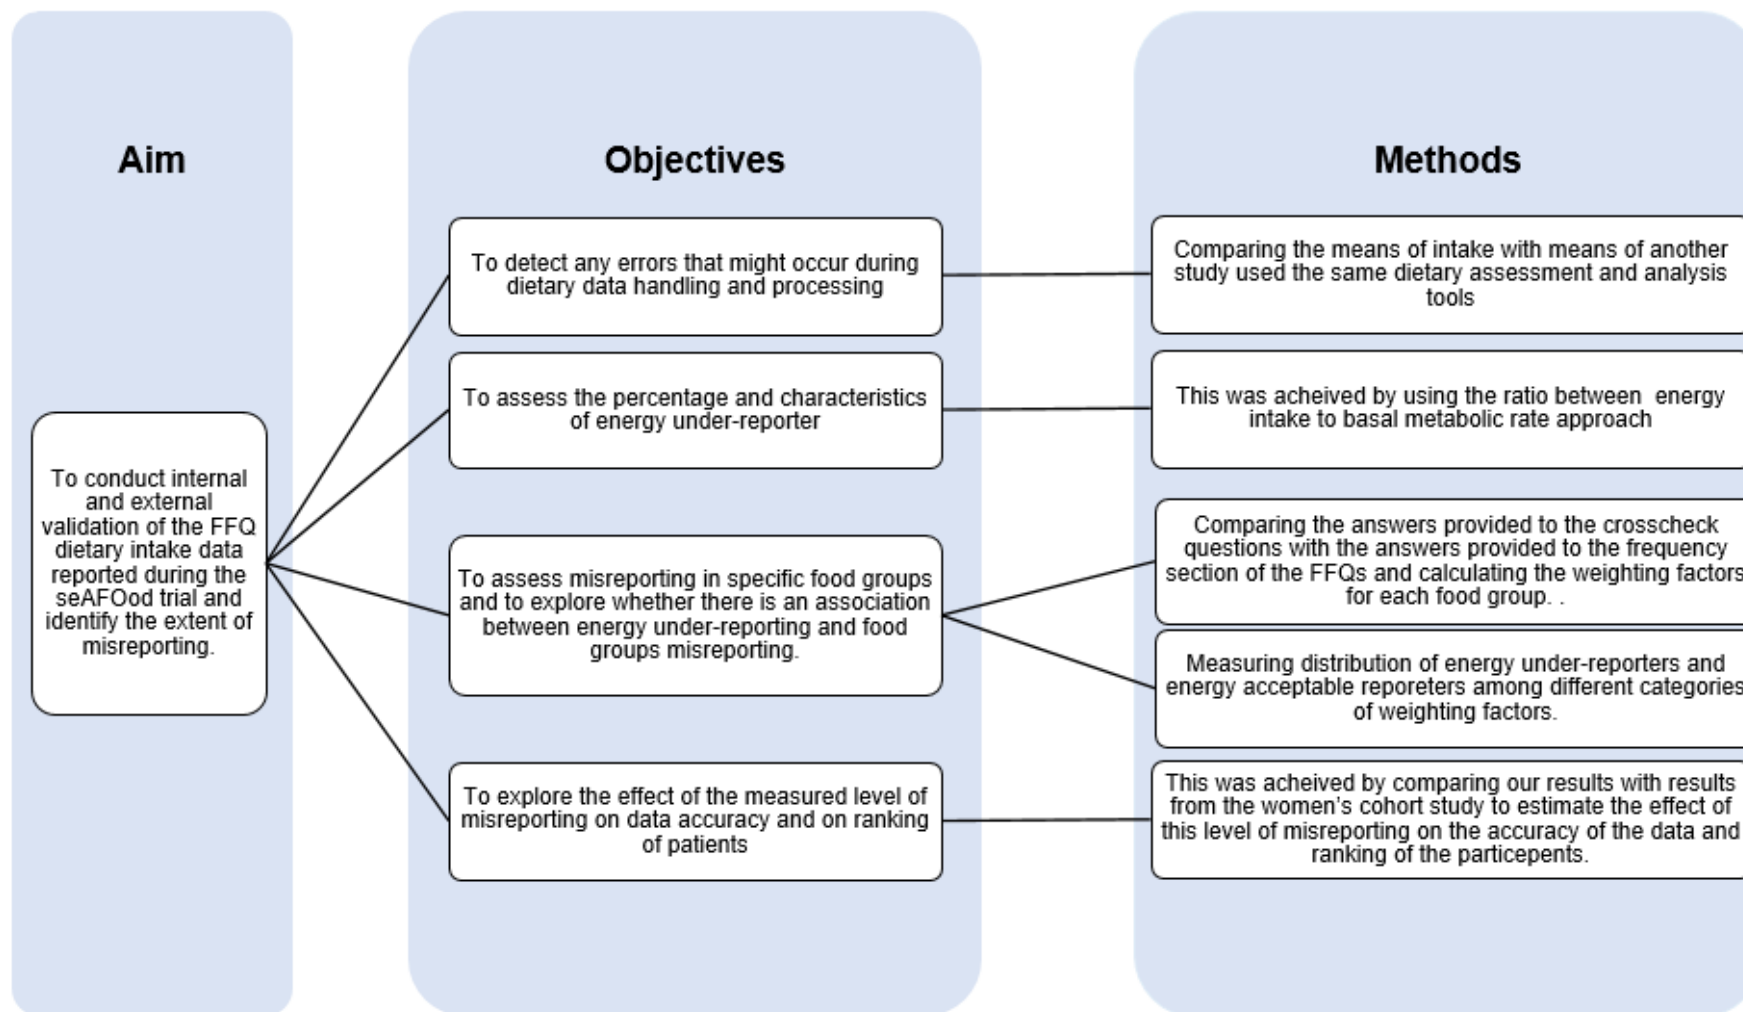 Aim
To conduct internal
and external
validation of the FFQ
dietary intake data
reported during the
seAFOod trial and
identify the extent of
misreporting.
Objectives
To detect any errors that might occur during
dietary data handling and processing
To assess the percentage and characteristics
of energy under-reporter
To assess misreporting in specific food groups
and to explore whether there is an association
between energy under-reporting and food
groups misreporting.
To explore the effect of the measured level of
misreporting on data accuracy and on ranking
of patients
Methods
Comparing the means of intake with means of another
study used the same dietary assessment and analysis
tools
This was acheived by using the ratio between  energy
intake to basal metabolic rate approach
Comparing the answers provided to the crosscheck
questions with the answers provided to the frequency
section of the FFQs and calculating the weighting factors
for each food group. .
Measuring distribution of energy under-reporters and
energy acceptable reporeters among different categories
of weighting factors.
This was acheived by comparing our results with results
from the women’s cohort study to estimate the effect of
this level of misreporting on the accuracy of the data and
ranking of the particepents.